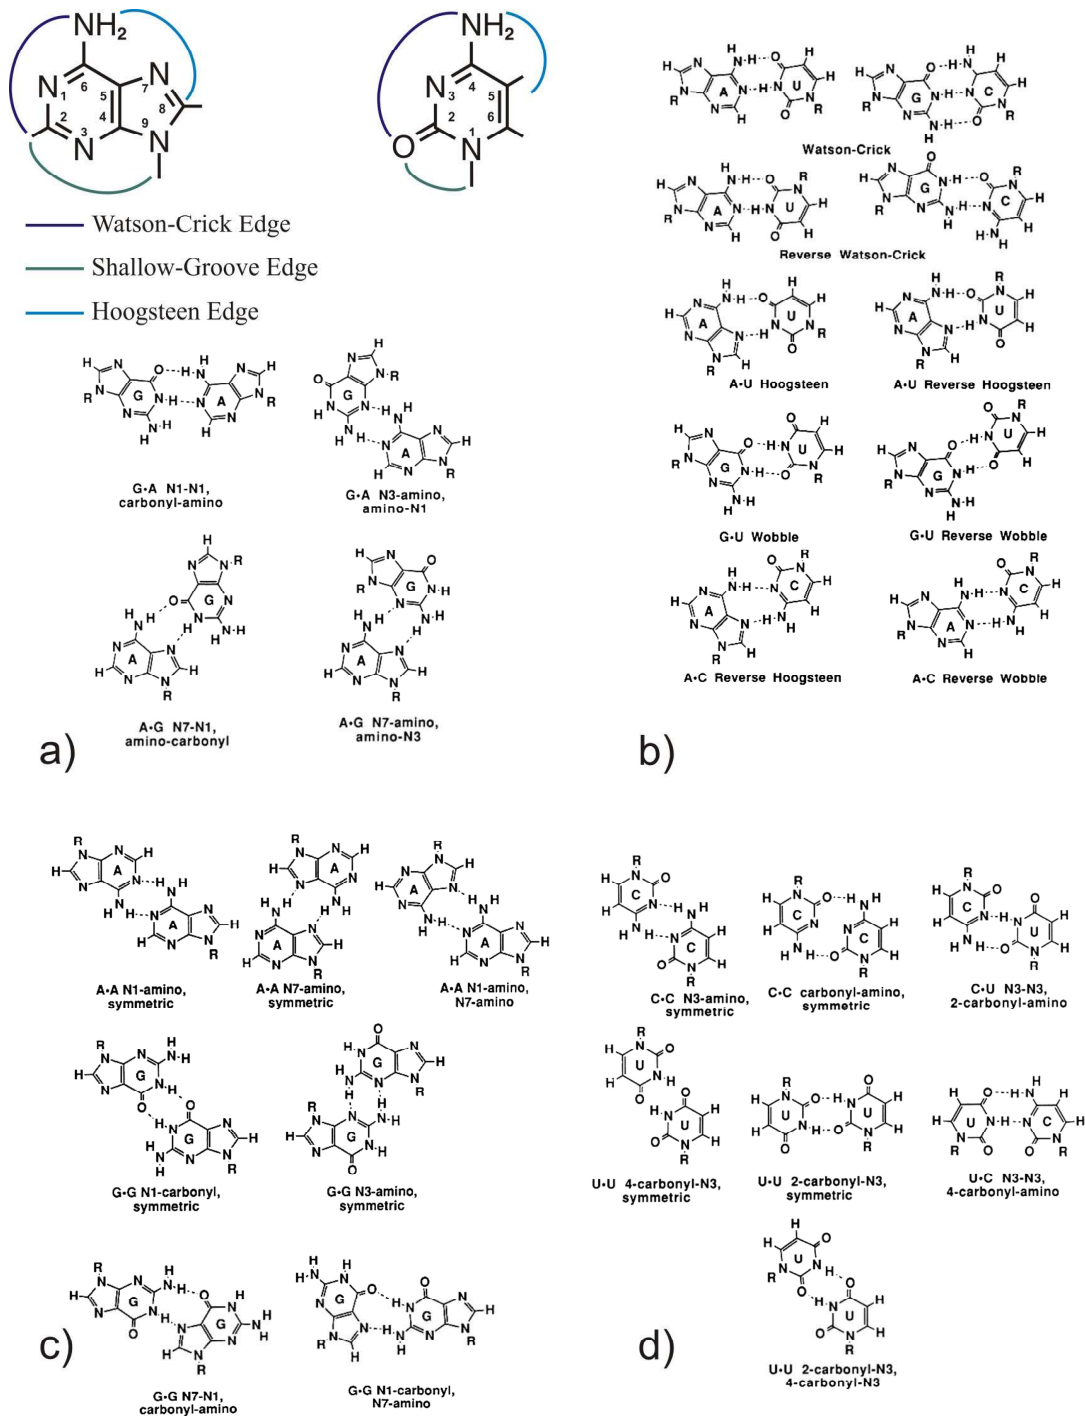 NH2 NH2
N N N N
1 2 3 4 5 6 7 8 9
O N
1 2 3 4 5 6
Watson-Crick Edge
Shallow-Groove Edge
Hoogsteen Edge
G•A N1-N1,
carbonyl-amino
G•A N3-amino,
amino-N1
A•G N7-N1,
amino-carbonyl
A•G N7-amino,
amino-N3
a)
Watson-Crick
Reverse Watson-Crick
A-U Hoogsteen
A•U Reverse Hoogsteen
G•U Wobble
G•U Reverse Wobble
A•C Reverse Hoogsteen
A•C Reverse Wobble
b)
A•A N1-amino,
symmetric
A•A N7-amino,
symmetric
A•A N1-amino,
N7-amino
G•G N1-carbonyl,
symmetric
G•G N3-amino,
symmetric
G•G N7-N1,
carbonyl-amino
G•G N1-carbonyl,
N7-amino
c)
C•C N3-amino,
symmetric
C•C carbonyl-amino,
symmetric
C•U N3-N3,
2-carbonyl-amino
U•U 4-carbonyl-N3,
symmetric
U•U 2-carbonyl-N3,
symmetric
U•C N3-N3,
4-carbonyl-amino
U•U 2-carbonyl-N3,
4-carbonyl-N3
d)